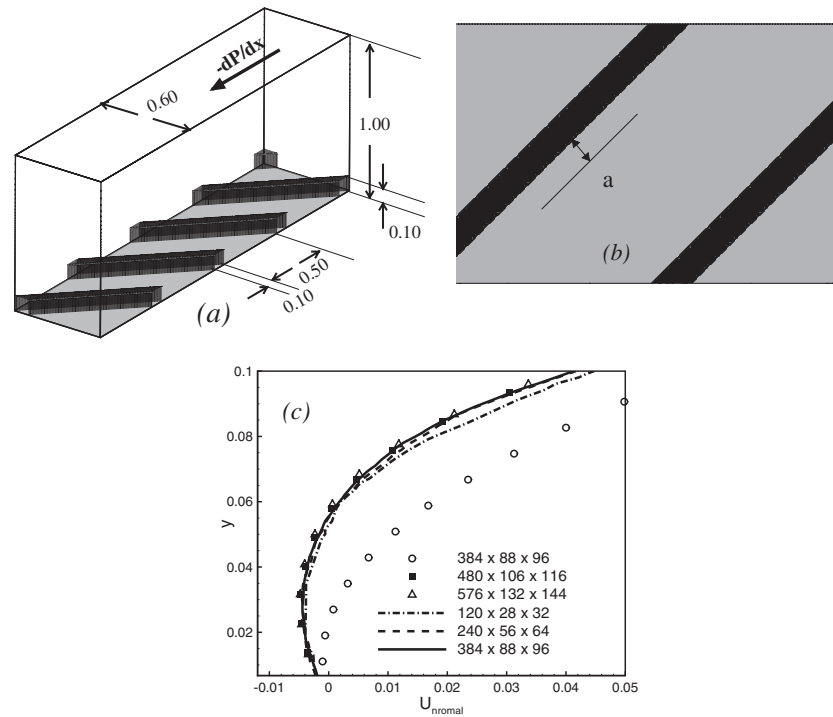 -dP/dx
0.60
1.00
0.10
0.50
0.10
(a)
a
(b)
(c)
0.1
0.08
0.06
0.04
0.02
y
384 x 88 x 96
480 x 106 x 116
576 x 132 x 144
120 x 28 x 32
240 x 56 x 64
384 x 88 x 96
-0.01 0 0.01 0.02 0.03 0.04 0.05
U_nromal